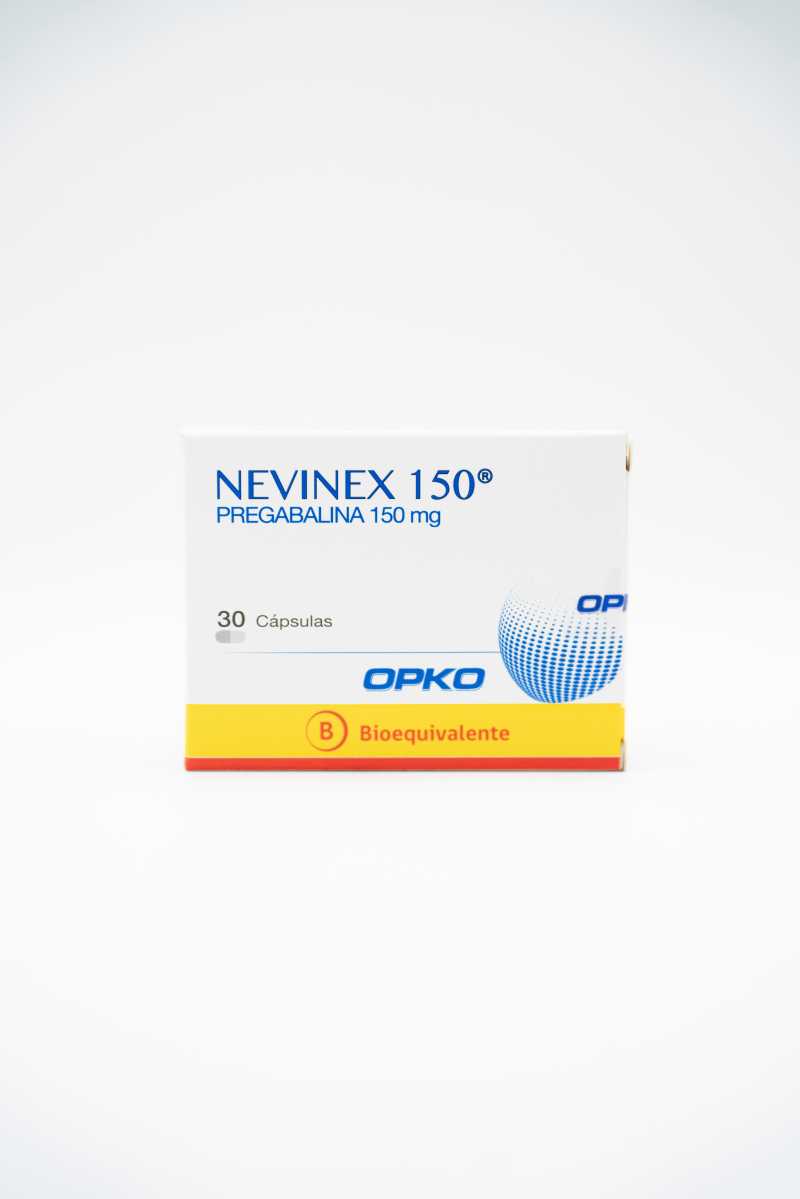 NEVINEX 150®
PREGABALINA 150 mg
30 Cápsulas
OPKO
OPKO
B Bioequivalente